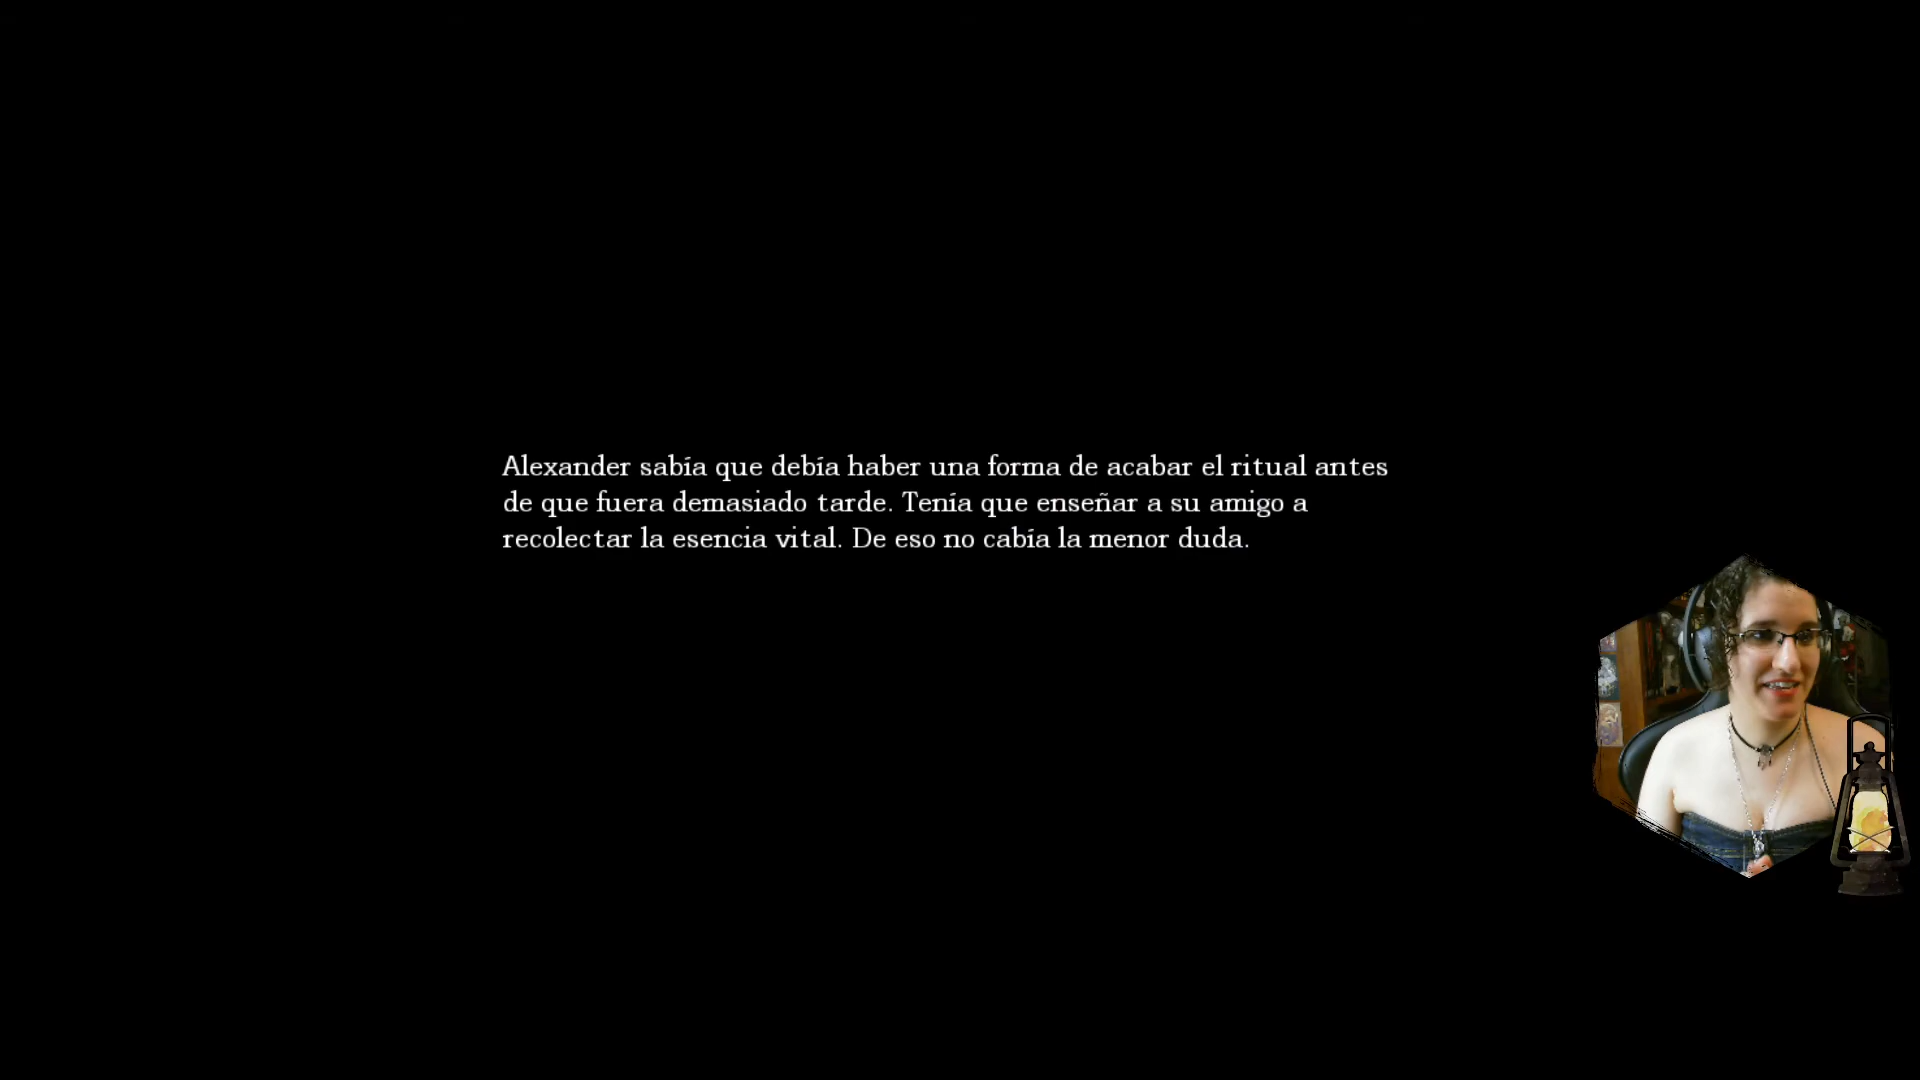 Alexander sabía que debía haber una forma de acabar el ritual antes
de que fuera demasiado tarde. Tenía que enseñar a su amigo a
recolectar la esencia vital. De eso no cabía la menor duda.